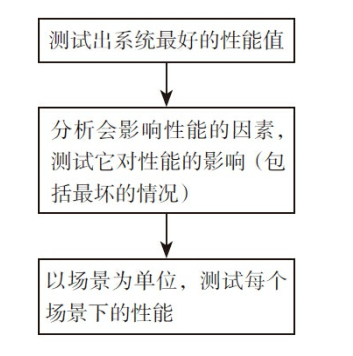 测试出系统最好的性能值
分析会影响性能的因素，
测试它对性能的影响（包
括最坏的情况）
以场景为单位，测试每个
场景下的性能